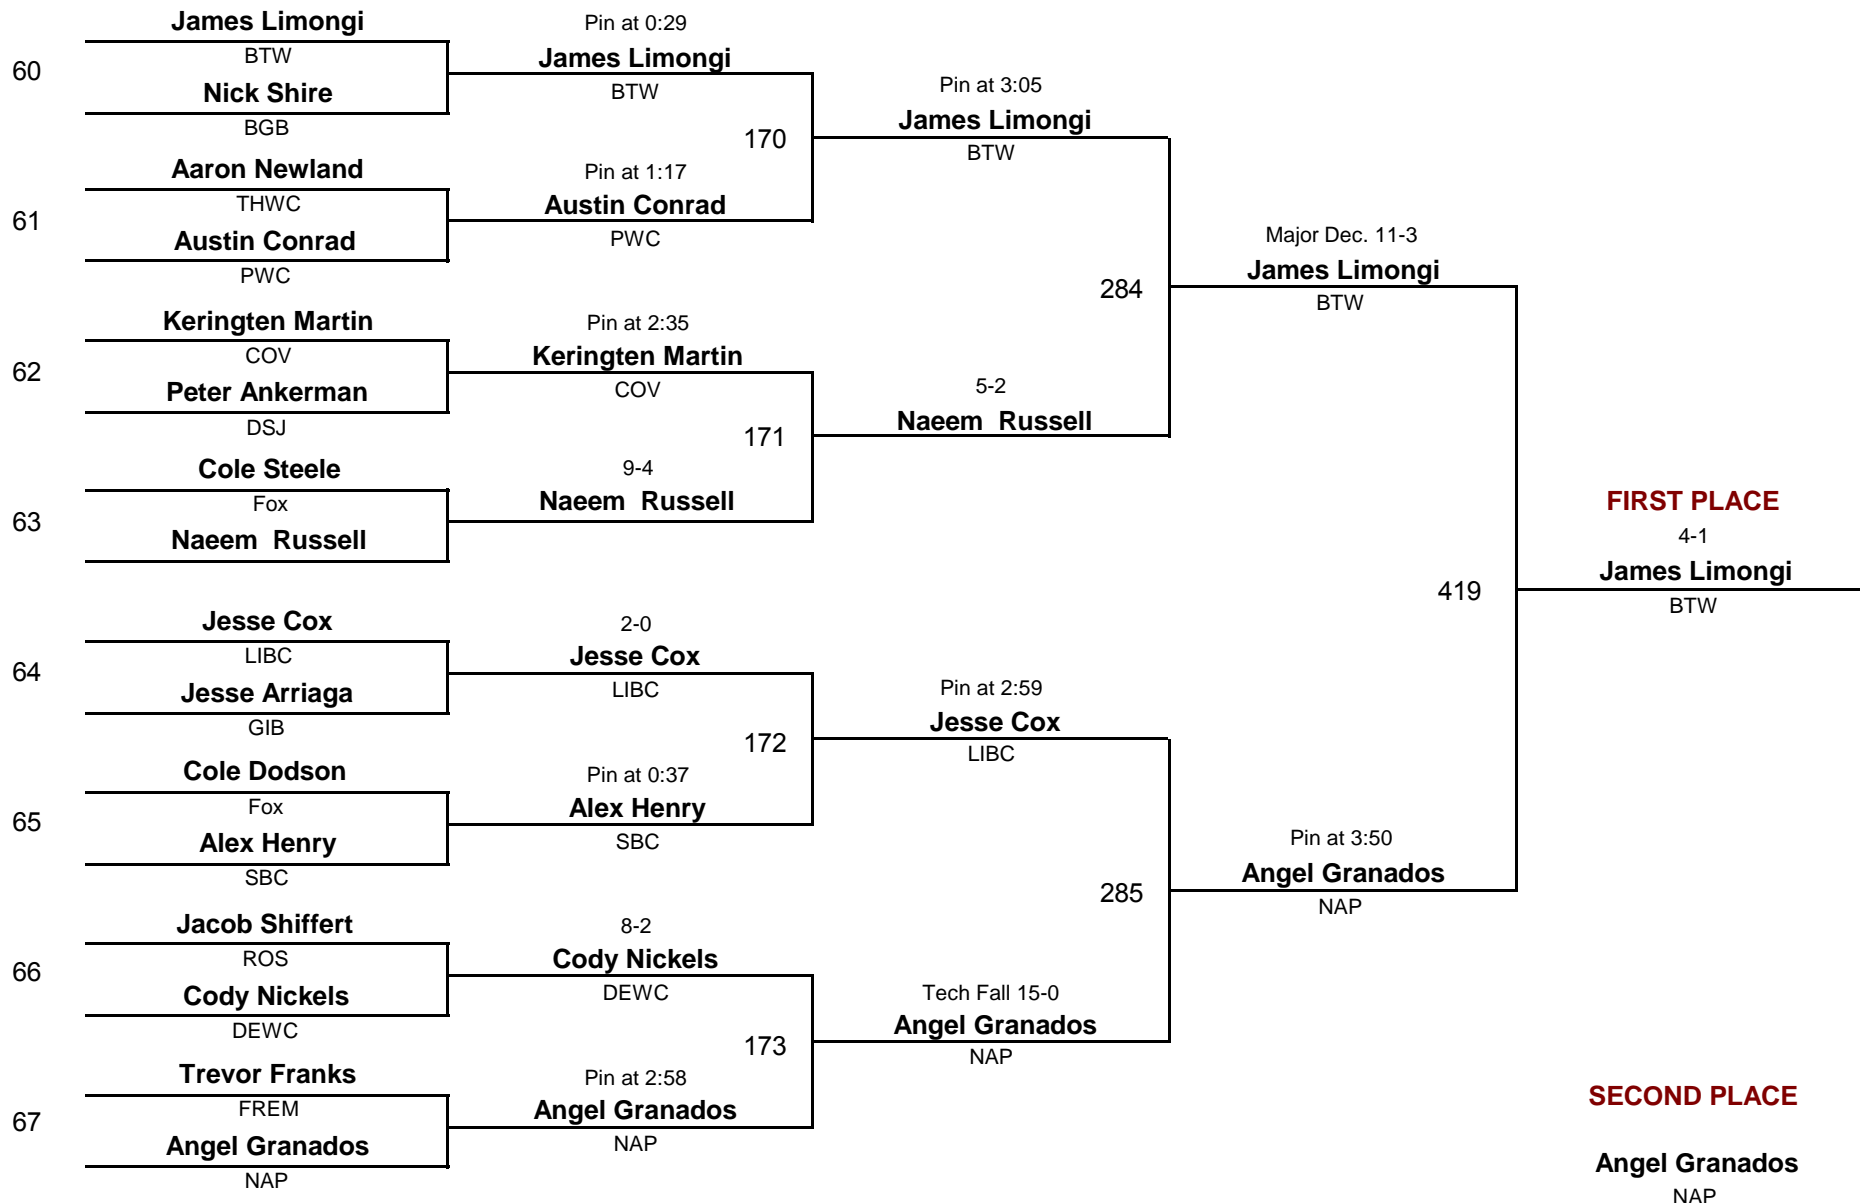 James Limongi
BTW
60
Nick Shire
BGB
Aaron Newland
THWC
61
Austin Conrad
PWC
Keringten Martin
COV
62
Peter Ankerman
DSJ
Cole Steele
Fox
63
Naeem  Russell
Jesse Cox
LIBC
64
Jesse Arriaga
GIB
Cole Dodson
Fox
65
Alex Henry
SBC
Jacob Shiffert
ROS
66
Cody Nickels
DEWC
Trevor Franks
FREM
67
Angel Granados
NAP
Pin at 0:29
James Limongi
BTW
170
Pin at 1:17
Austin Conrad
PWC
Pin at 2:35
Keringten Martin
COV
171
9-4
Naeem  Russell
2-0
Jesse Cox
LIBC
172
Pin at 0:37
Alex Henry
SBC
8-2
Cody Nickels
DEWC
173
Pin at 2:58
Angel Granados
NAP
Pin at 3:05
James Limongi
BTW
284
5-2
Naeem  Russell
Pin at 2:59
Jesse Cox
LIBC
285
Tech Fall 15-0
Angel Granados
NAP
Major Dec. 11-3
James Limongi
BTW
419
Pin at 3:50
Angel Granados
NAP
FIRST PLACE
4-1
James Limongi
BTW
SECOND PLACE
Angel Granados
NAP